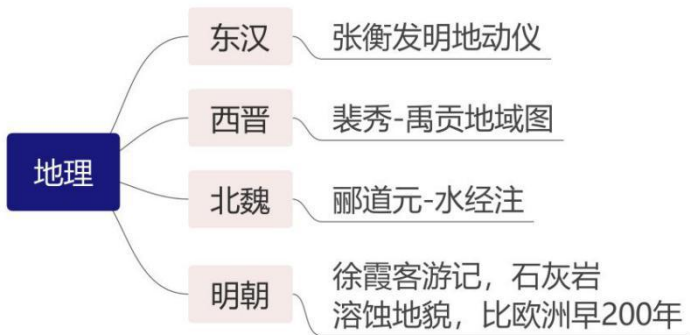 地理
东汉
张衡发明地动仪
西晋
裴秀-禹贡地域图
北魏
郦道元-水经注
明朝
徐霞客游记，石灰岩
溶蚀地貌，比欧洲早200年